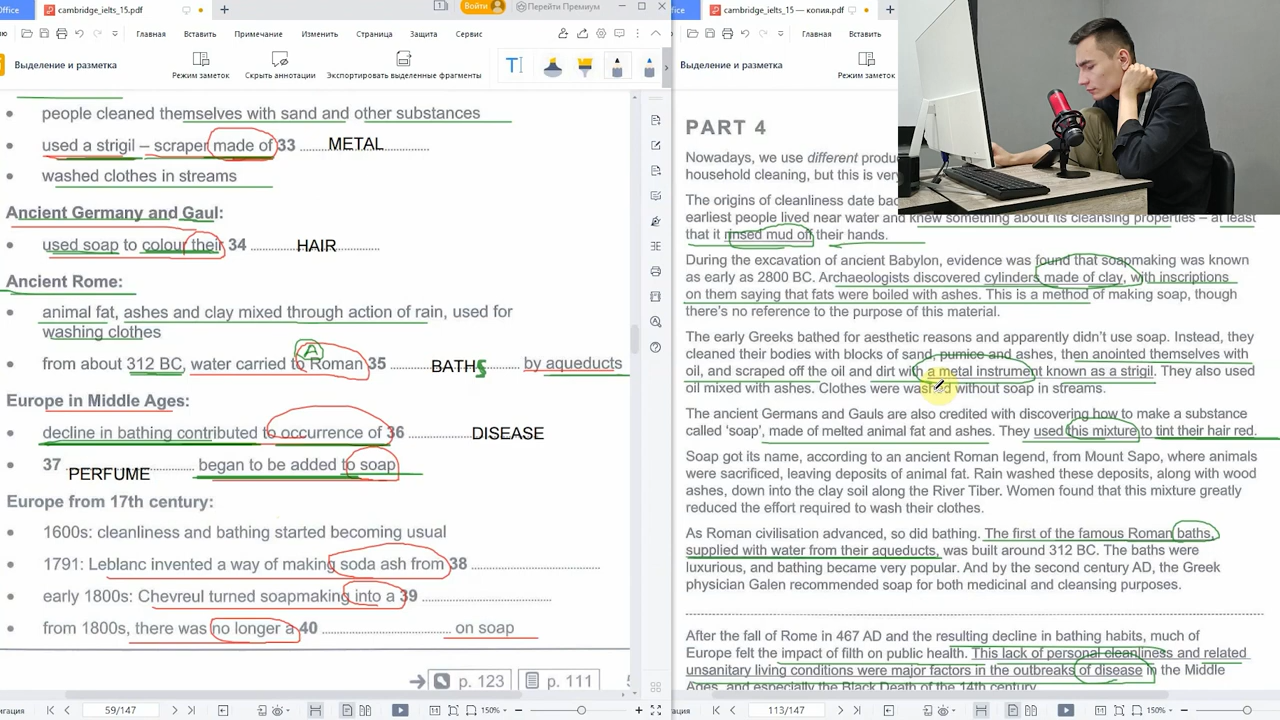 cambridge_ielts_15.pdf
Войти
Перейти Премиум
cambridge_ielts_15 — копия.pdf
Главная Вставить Примечание Изменить Страница Защита Сервис
Главная Вставить
Выделение и разметка
Режим заметок Скрыть аннотации Экспортировать выделенные фрагменты
Выделение и разметка
Режим заметок
• people cleaned themselves with sand and other substances
• used a strigil – scraper made of 33 METAL
• washed clothes in streams
Ancient Germany and Gaul:
• used soap to colour their 34 HAIR
Ancient Rome:
• animal fat, ashes and clay mixed through action of rain, used for
washing clothes
A
• from about 312 BC, water carried to Roman 35 BATHS by aqueducts
Europe in Middle Ages:
• decline in bathing contributed to occurrence of 36 DISEASE
• 37 PERFUME began to be added to soap
Europe from 17th century:
• 1600s: cleanliness and bathing started becoming usual
• 1791: Leblanc invented a way of making soda ash from 38
• early 1800s: Chevreul turned soapmaking into a 39
• from 1800s, there was no longer a 40 on soap
p. 123 p. 111
59/147 150%
PART 4
Nowadays, we use different
household cleaning, but this is
The origins of cleanliness date
earliest people lived near water and knew something about its cleansing properties – at least
that it rinsed mud off their hands.
During the excavation of ancient Babylon, evidence was found that soapmaking was known
as early as 2800 BC. Archaeologists discovered cylinders made of clay, with inscriptions
on them saying that fats were boiled with ashes. This is a method of making soap, though
there's no reference to the purpose of this material.
The early Greeks bathed for aesthetic reasons and apparently didn't use soap. Instead, they
cleaned their bodies with blocks of sand, pumice and ashes, then anointed themselves with
oil, and scraped off the oil and dirt with a metal instrument known as a strigil. They also used
oil mixed with ashes. Clothes were washed without soap in streams.
The ancient Germans and Gauls are also credited with discovering how to make a substance
called 'soap', made of melted animal fat and ashes. They used this mixture to tint their hair red.
Soap got its name, according to an ancient Roman legend, from Mount Sapo, where animals
were sacrificed, leaving deposits of animal fat. Rain washed these deposits, along with wood
ashes, down into the clay soil along the River Tiber. Women found that this mixture greatly
reduced the effort required to wash their clothes.
As Roman civilisation advanced, so did bathing. The first of the famous Roman baths,
supplied with water from their aqueducts, was built around 312 BC. The baths were
luxurious, and bathing became very popular. And by the second century AD, the Greek
physician Galen recommended soap for both medicinal and cleansing purposes.
After the fall of Rome in 467 AD and the resulting decline in bathing habits, much of
Europe felt the impact of filth on public health. This lack of personal cleanliness and related
unsanitary living conditions were major factors in the outbreaks of disease in the Middle
Ages, and especially the Black Death of the 14th century.
113/147 150%